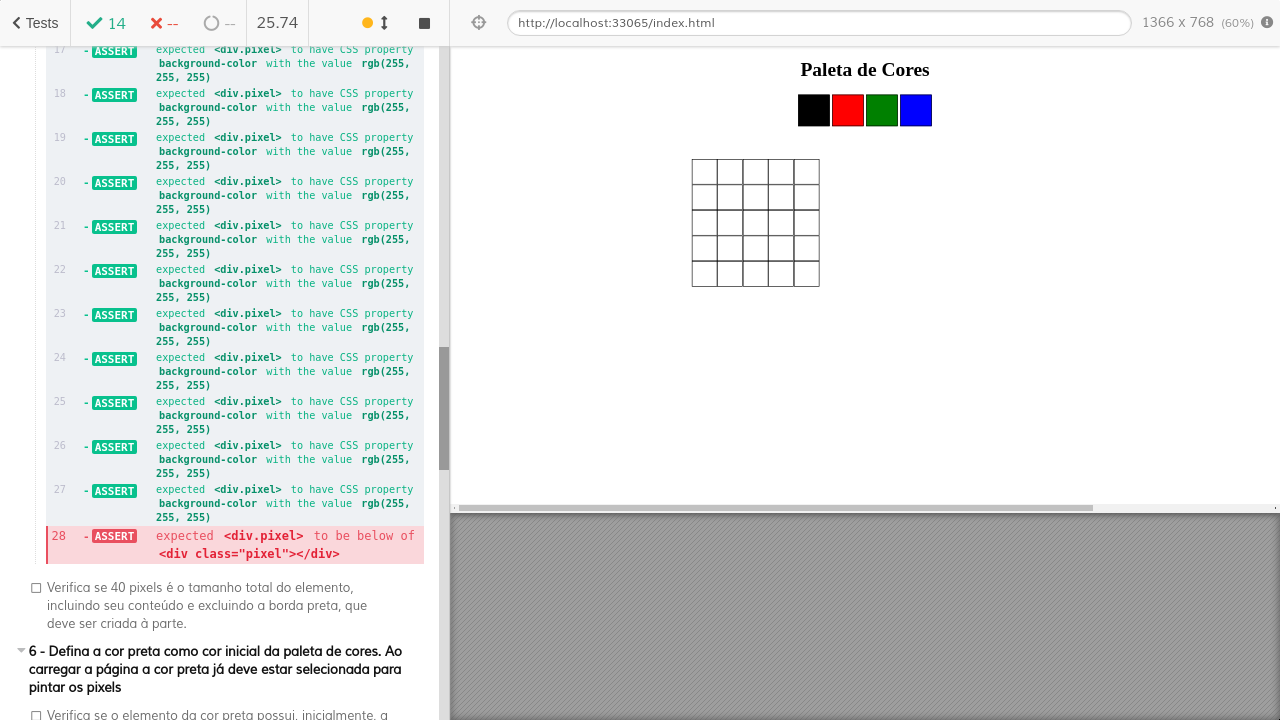 Tests 14 -- -- 25.74
17 - ASSERT expected <div.pixel> to have CSS property
background-color with the value rgb(255,
255, 255)
18 - ASSERT expected <div.pixel> to have CSS property
background-color with the value rgb(255,
255, 255)
19 - ASSERT expected <div.pixel> to have CSS property
background-color with the value rgb(255,
255, 255)
20 - ASSERT expected <div.pixel> to have CSS property
background-color with the value rgb(255,
255, 255)
21 - ASSERT expected <div.pixel> to have CSS property
background-color with the value rgb(255,
255, 255)
22 - ASSERT expected <div.pixel> to have CSS property
background-color with the value rgb(255,
255, 255)
23 - ASSERT expected <div.pixel> to have CSS property
background-color with the value rgb(255,
255, 255)
24 - ASSERT expected <div.pixel> to have CSS property
background-color with the value rgb(255,
255, 255)
25 - ASSERT expected <div.pixel> to have CSS property
background-color with the value rgb(255,
255, 255)
26 - ASSERT expected <div.pixel> to have CSS property
background-color with the value rgb(255,
255, 255)
27 - ASSERT expected <div.pixel> to have CSS property
background-color with the value rgb(255,
255, 255)
28 - ASSERT expected <div.pixel> to be below of
<div class="pixel"></div>
Verifica se 40 pixels é o tamanho total do elemento,
incluindo seu conteúdo e excluindo a borda preta, que
deve ser criada à parte.
6 - Defina a cor preta como cor inicial da paleta de cores. Ao
carregar a página a cor preta já deve estar selecionada para
pintar os pixels
Verifica se o elemento da cor preta possui, inicialmente, a
http://localhost:33065/index.html
1366 x 768 (60%)
Paleta de Cores